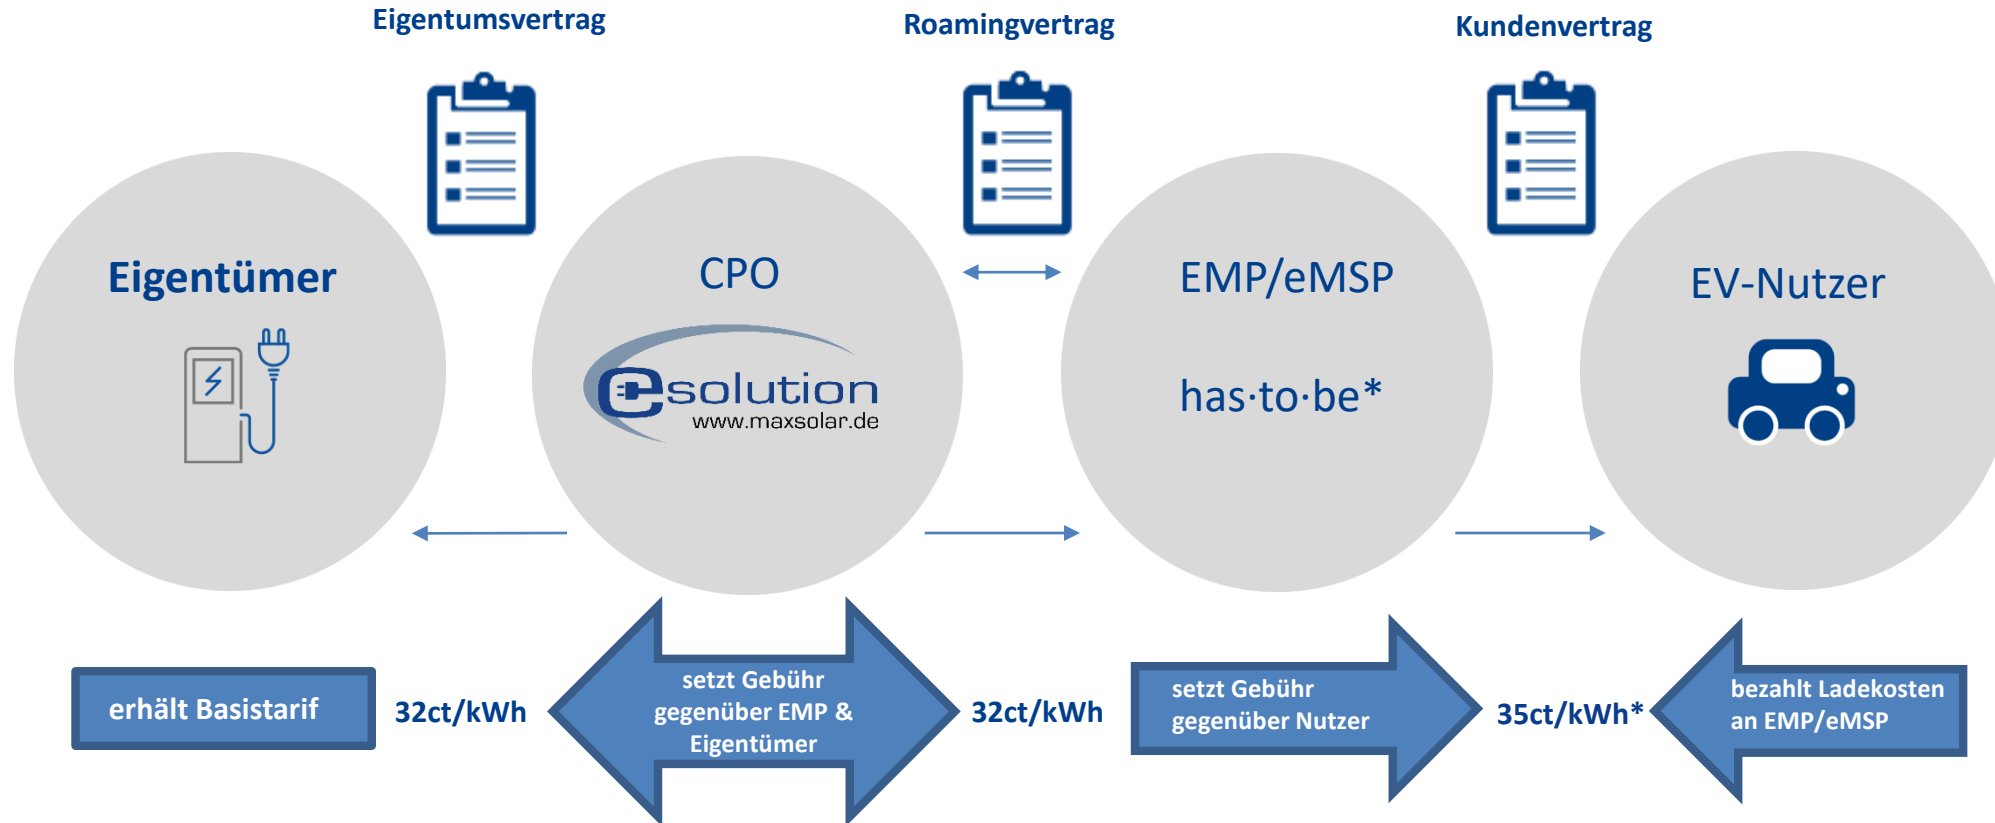 Eigentumsvertrag
Roamingvertrag
Kundenvertrag
Eigentümer
CPO
EMP/eMSP
EV-Nutzer
esolution
www.maxsolar.de
has·to·be*
erhält Basistarif
32ct/kWh
setzt Gebühr
gegenüber EMP &
Eigentümer
32ct/kWh
setzt Gebühr
gegenüber Nutzer
35ct/kWh*
bezahlt Ladekosten
an EMP/eMSP